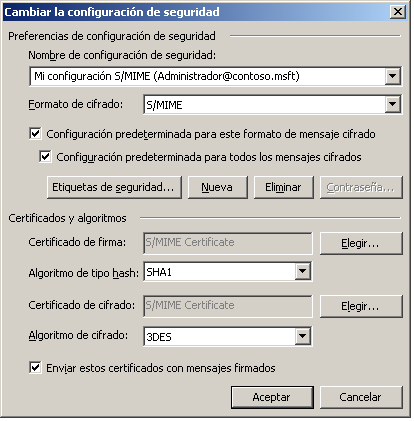 Cambiar la configuración de seguridad
Preferencias de configuración de seguridad
Nombre de configuración de seguridad:
Mi configuración S/MIME (Administrador@contoso.msft)
Formato de cifrado: S/MIME
Configuración predeterminada para este formato de mensaje cifrado
Configuración predeterminada para todos los mensajes cifrados
Etiquetas de seguridad... Nueva Eliminar Contraseña...
Certificados y algoritmos
Certificado de firma: S/MIME Certificate Elegir...
Algoritmo de tipo hash: SHA1
Certificado de cifrado: S/MIME Certificate Elegir...
Algoritmo de cifrado: 3DES
Enviar estos certificados con mensajes firmados
Aceptar Cancelar